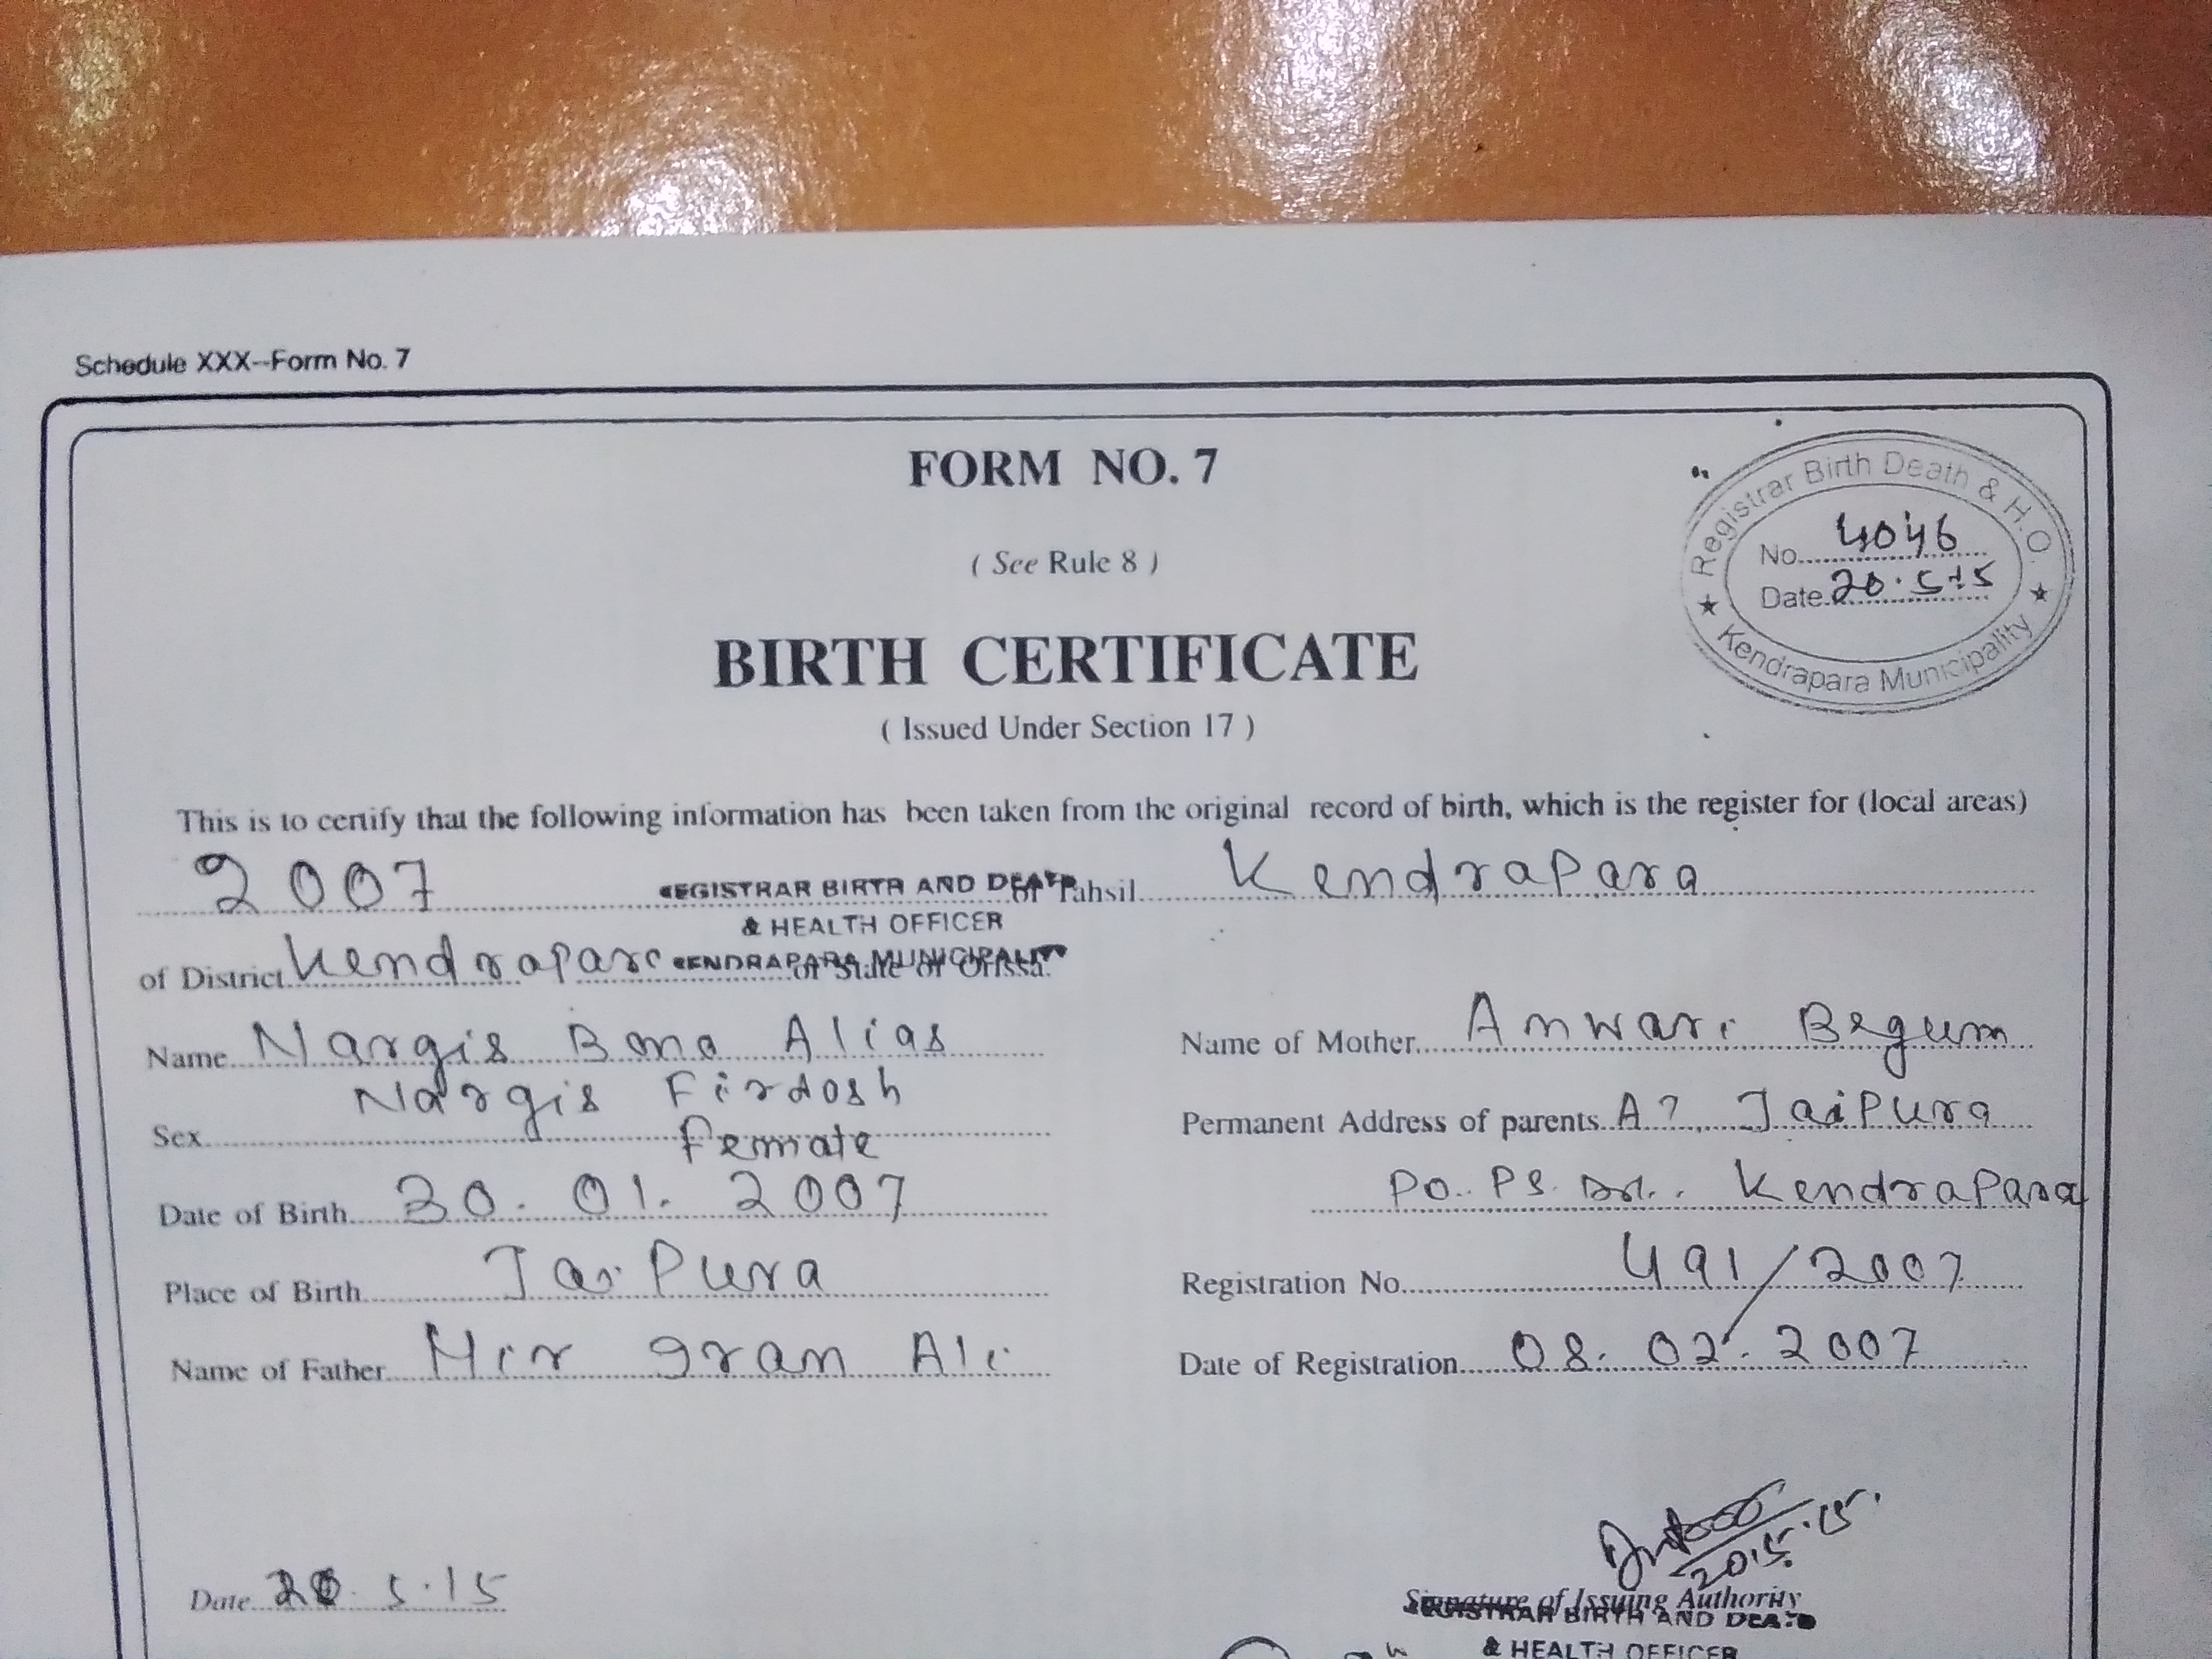 Schedule XXX--Form No. 7
FORM NO. 7
( See Rule 8 )
Registrar Birth Death & H.O.
No. 4046
Date 20.5.15
★ Kendrapara Municipality ★
BIRTH CERTIFICATE
( Issued Under Section 17 )
This is to certify that the following information has been taken from the original record of birth, which is the register for (local areas)
2007 of Tahsil Kendrapara
REGISTRAR BIRTH AND DEATH
& HEALTH OFFICER
KENDRAPARA MUNICIPALITY
of District Kendrapara of State of Orissa.
Name Nargis Bano Alias
Nargis Firdosh
Sex Female
Date of Birth 30.01.2007
Place of Birth Jaipura
Name of Father Mir Iran Ali
Name of Mother Anwari Begum
Permanent Address of parents At Jaipura
PO. PS. Dst. Kendrapara
Registration No. 491/2007
Date of Registration 08.02.2007
Date 20.5.15
20.5.15.
Signature of Issuing Authority
REGISTRAR BIRTH AND DEATH
& HEALTH OFFICER